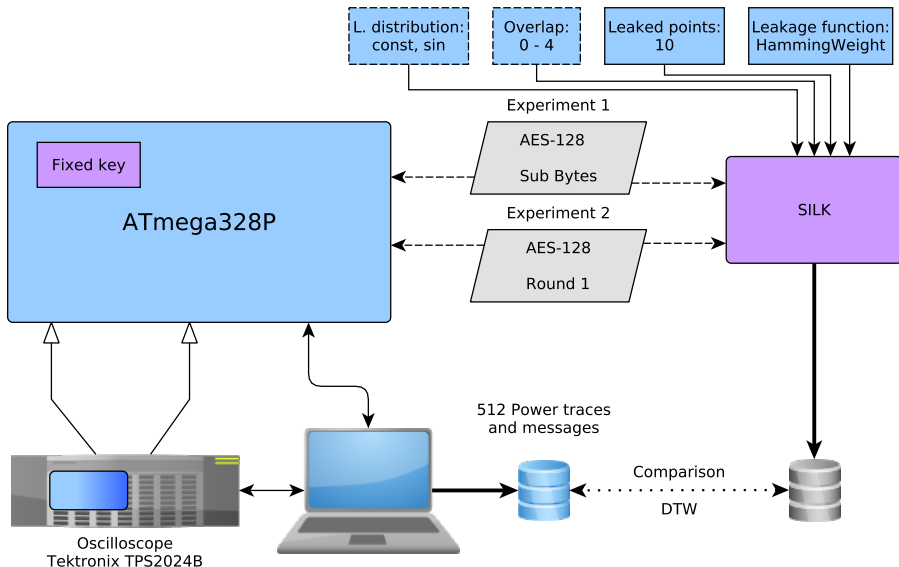 L. distribution:
const, sin
Overlap:
0 - 4
Leaked points:
10
Leakage function:
HammingWeight
Experiment 1
AES-128
Sub Bytes
Fixed key
ATmega328P
SILK
Experiment 2
AES-128
Round 1
512 Power traces
and messages
Comparison
DTW
Oscilloscope
Tektronix TPS2024B